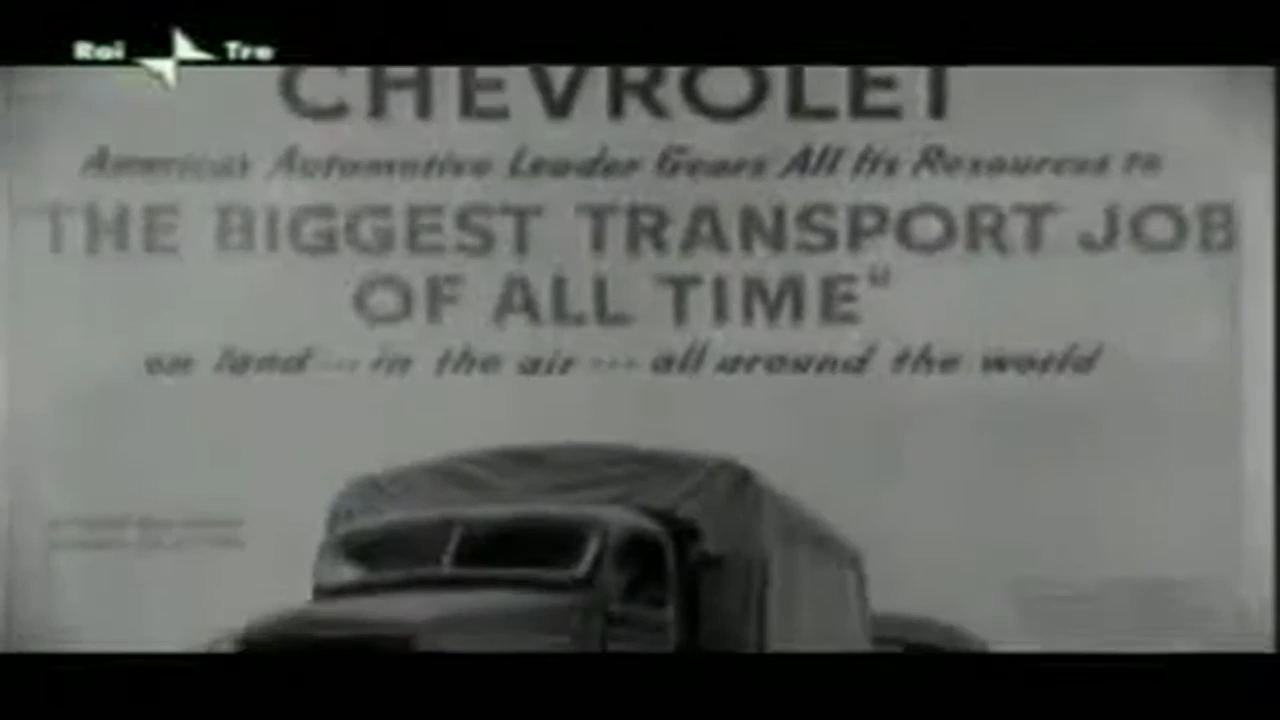 Rai Tre
CHEVROLET
America's Automotive Leader Gears All Its Resources to
THE BIGGEST TRANSPORT JOB
OF ALL TIME"
on land --- in the air --- all around the world